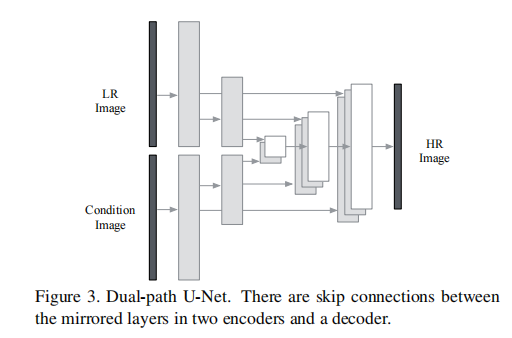 LR
Image
HR
Image
Condition
Image
Figure 3. Dual-path U-Net. There are skip connections between
the mirrored layers in two encoders and a decoder.